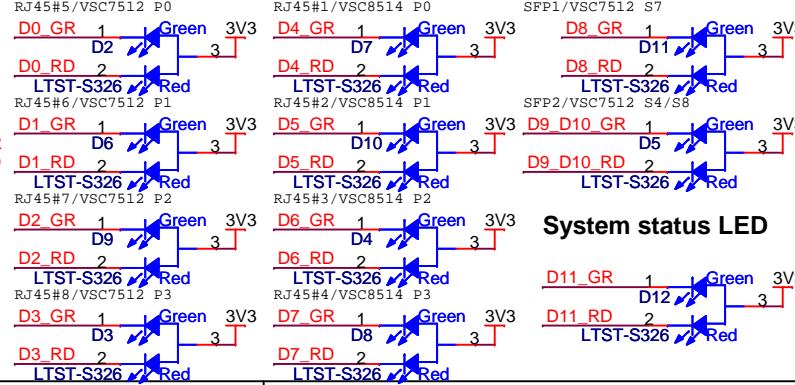 RJ45#5/VSC7512 P0
D0_GR 1 Green 3V3
D2 3
D0_RD 2
LTST-S326 Red
RJ45#6/VSC7512 P1
D1_GR 1 Green 3V3
D6 3
D1_RD 2
LTST-S326 Red
RJ45#7/VSC7512 P2
D2_GR 1 Green 3V3
D9 3
D2_RD 2
LTST-S326 Red
RJ45#8/VSC7512 P3
D3_GR 1 Green 3V3
D3 3
D3_RD 2
LTST-S326 Red
RJ45#1/VSC8514 P0
D4_GR 1 Green 3V3
D7 3
D4_RD 2
LTST-S326 Red
RJ45#2/VSC8514 P1
D5_GR 1 Green 3V3
D10 3
D5_RD 2
LTST-S326 Red
RJ45#3/VSC8514 P2
D6_GR 1 Green 3V3
D4 3
D6_RD 2
LTST-S326 Red
RJ45#4/VSC8514 P3
D7_GR 1 Green 3V3
D8 3
D7_RD 2
LTST-S326 Red
SFP1/VSC7512 S7
D8_GR 1 Green 3V
D11 3
D8_RD 2
LTST-S326 Red
SFP2/VSC7512 S4/S8
D9_D10_GR 1 Green 3V
D5 3
D9_D10_RD 2
LTST-S326 Red
System status LED
D11_GR 1 Green 3V
D12 3
D11_RD 2
LTST-S326 Red